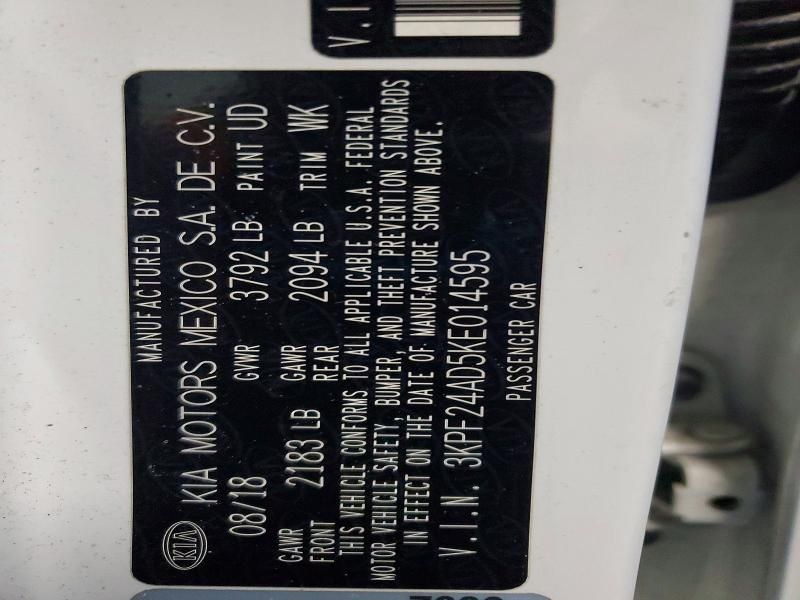 V.I
MANUFACTURED BY
KIA KIA MOTORS MEXICO S.A. DE C.V.
08/18 GVWR 3792 LB PAINT UD
GAWR FRONT 2183 LB GAWR REAR 2094 LB TRIM WK
THIS VEHICLE CONFORMS TO ALL APPLICABLE U.S.A. FEDERAL
MOTOR VEHICLE SAFETY, BUMPER, AND THEFT PREVENTION STANDARDS
IN EFFECT ON THE DATE OF MANUFACTURE SHOWN ABOVE.
V.I.N. 3KPF24AD5KE014595
PASSENGER CAR